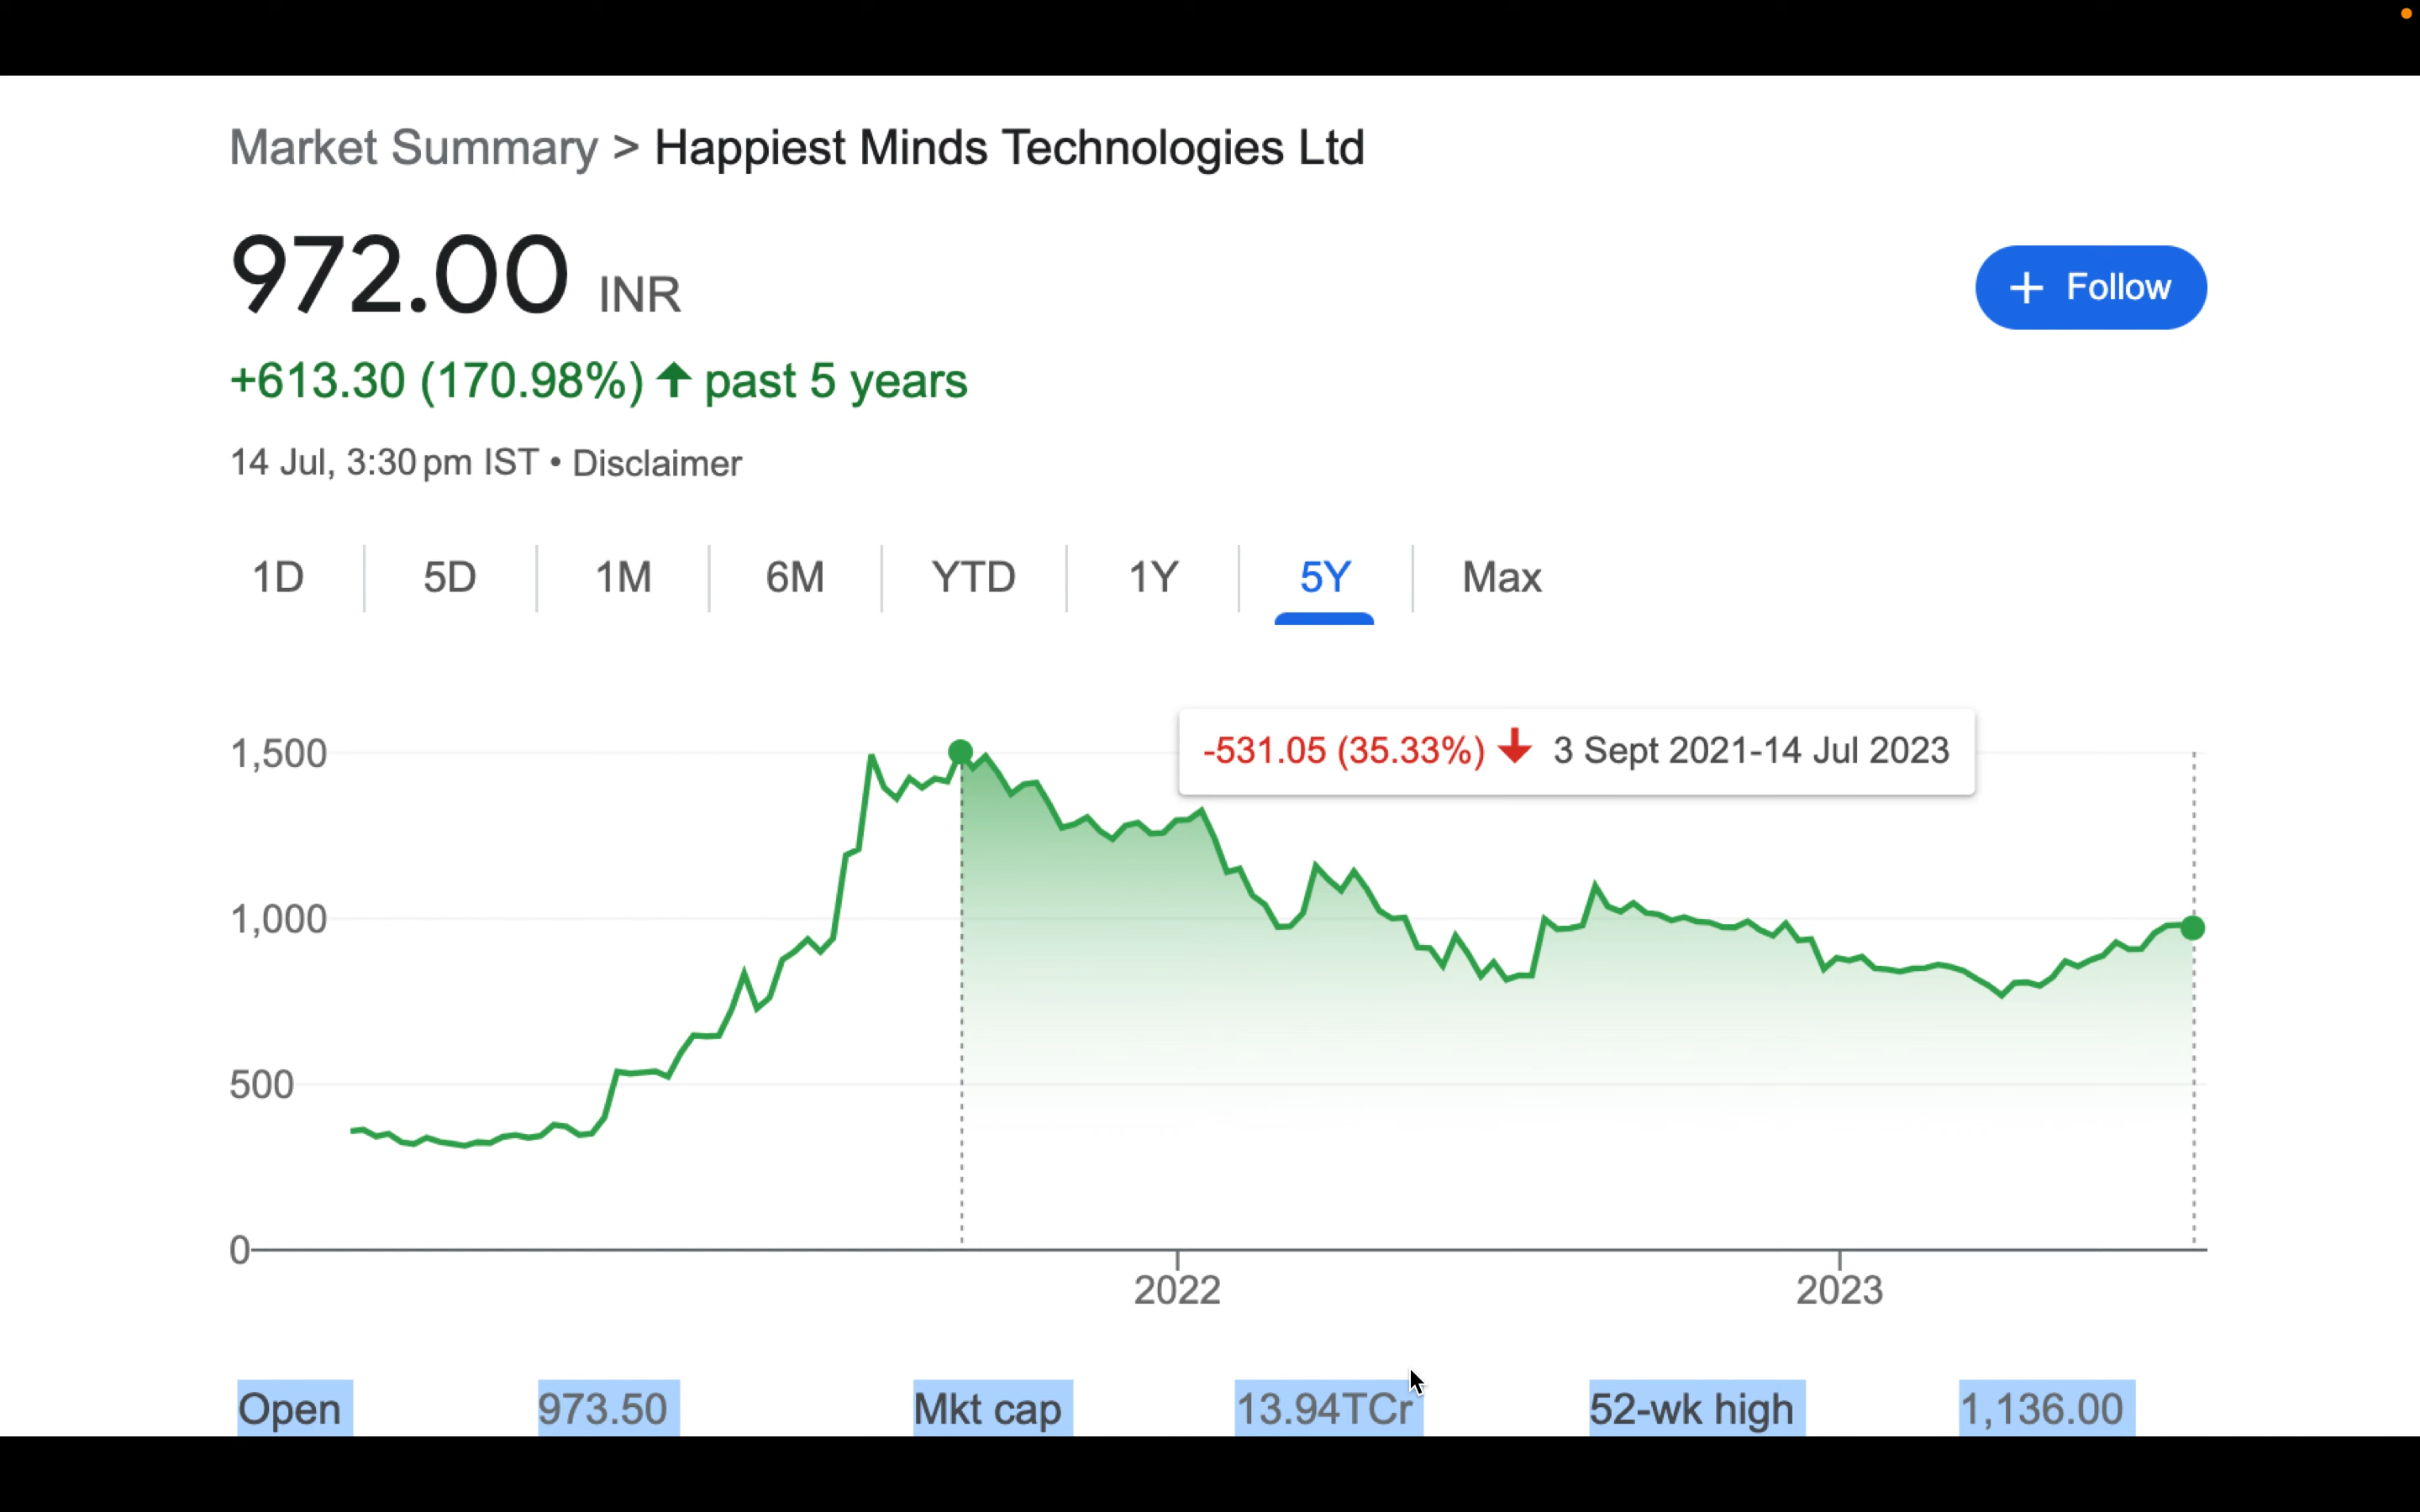 Market Summary > Happiest Minds Technologies Ltd
972.00 INR
+ Follow
+613.30 (170.98%) ↑ past 5 years
14 Jul, 3:30 pm IST • Disclaimer
1D 5D 1M 6M YTD 1Y 5Y Max
-531.05 (35.33%) ↓ 3 Sept 2021-14 Jul 2023
1,500
1,000
500
0
2022 2023
Open 973.50 Mkt cap 13.94TCr 52-wk high 1,136.00